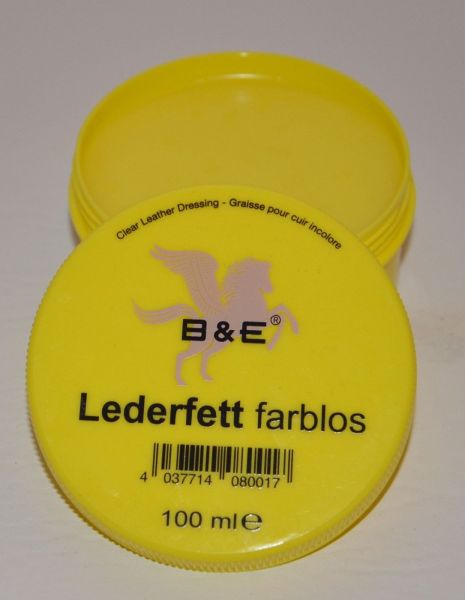 Clear Leather Dressing - Graisse pour cuir incolore
B&E®
Lederfett farblos
4 037714 080017
100 ml℮